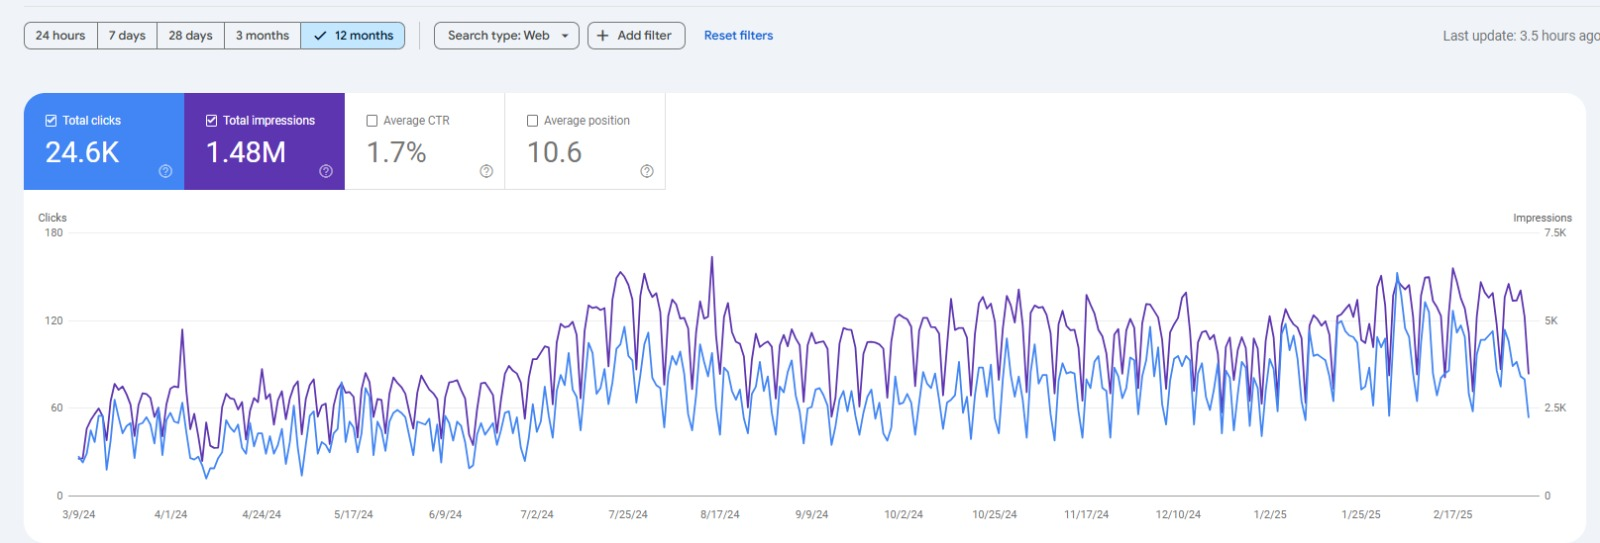 24 hours 7 days 28 days 3 months 12 months Search type: Web Add filter Reset filters Last update: 3.5 hours ago
Total clicks Total impressions Average CTR Average position
24.6K 1.48M 1.7% 10.6
Clicks Impressions
180 7.5K
120 5K
60 2.5K
0 0
3/9/24 4/1/24 4/24/24 5/17/24 6/9/24 7/2/24 7/25/24 8/17/24 9/9/24 10/2/24 10/25/24 11/17/24 12/10/24 1/2/25 1/25/25 2/17/25